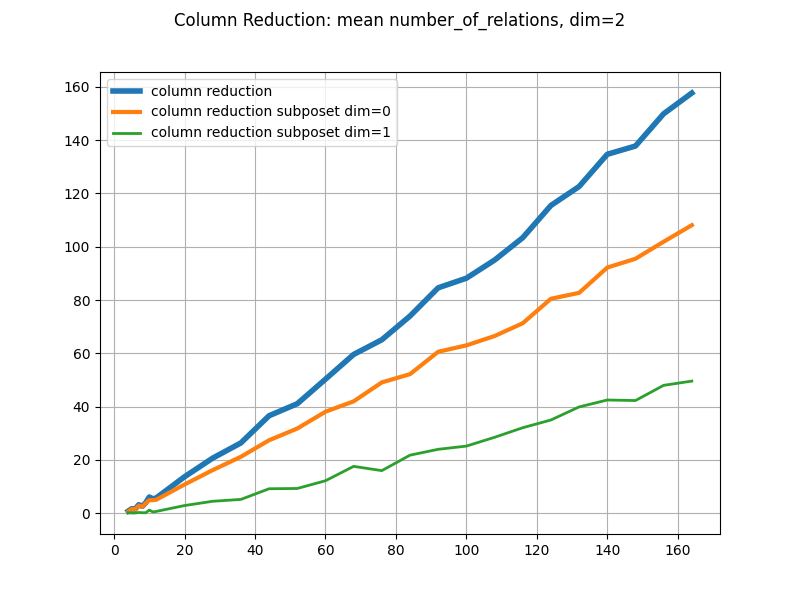 Column Reduction: mean number_of_relations, dim=2
column reduction
column reduction subposet dim=0
column reduction subposet dim=1
160
140
120
100
80
60
40
20
0
0 20 40 60 80 100 120 140 160